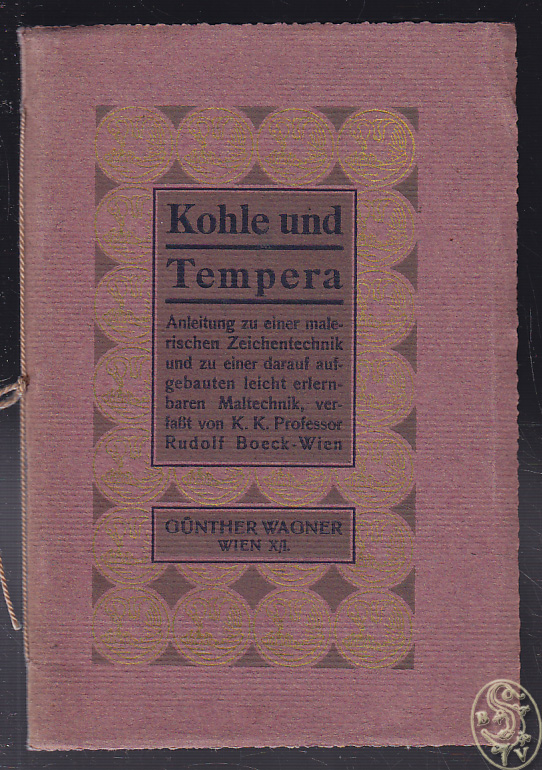 Kohle und
Tempera
Anleitung zu einer male-
rischen Zeichentechnik
und zu einer darauf auf-
gebauten leicht erlern-
baren Maltechnik, ver-
faßt von K. K. Professor
Rudolf Boeck-Wien
GÜNTHER WAGNER
WIEN X/1.